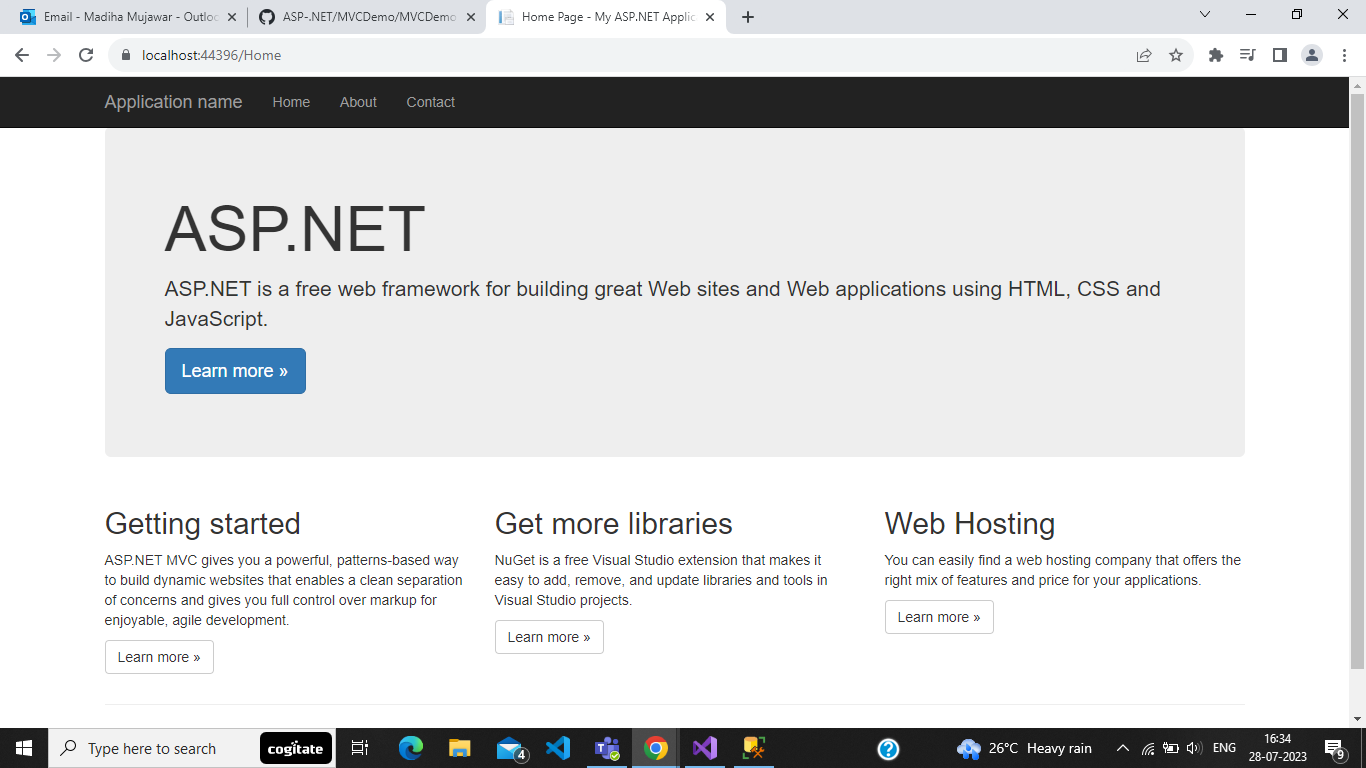 Email - Madiha Mujawar - Outloo
ASP-.NET/MVCDemo/MVCDemo
Home Page - My ASP.NET Applic
localhost:44396/Home
Application name
Home
About
Contact
ASP.NET
ASP.NET is a free web framework for building great Web sites and Web applications using HTML, CSS and
JavaScript.
Learn more »
Getting started
ASP.NET MVC gives you a powerful, patterns-based way
to build dynamic websites that enables a clean separation
of concerns and gives you full control over markup for
enjoyable, agile development.
Learn more »
Get more libraries
NuGet is a free Visual Studio extension that makes it
easy to add, remove, and update libraries and tools in
Visual Studio projects.
Learn more »
Web Hosting
You can easily find a web hosting company that offers the
right mix of features and price for your applications.
Learn more »
Type here to search
cogitate
4
26°C Heavy rain
ENG
16:34
28-07-2023
9